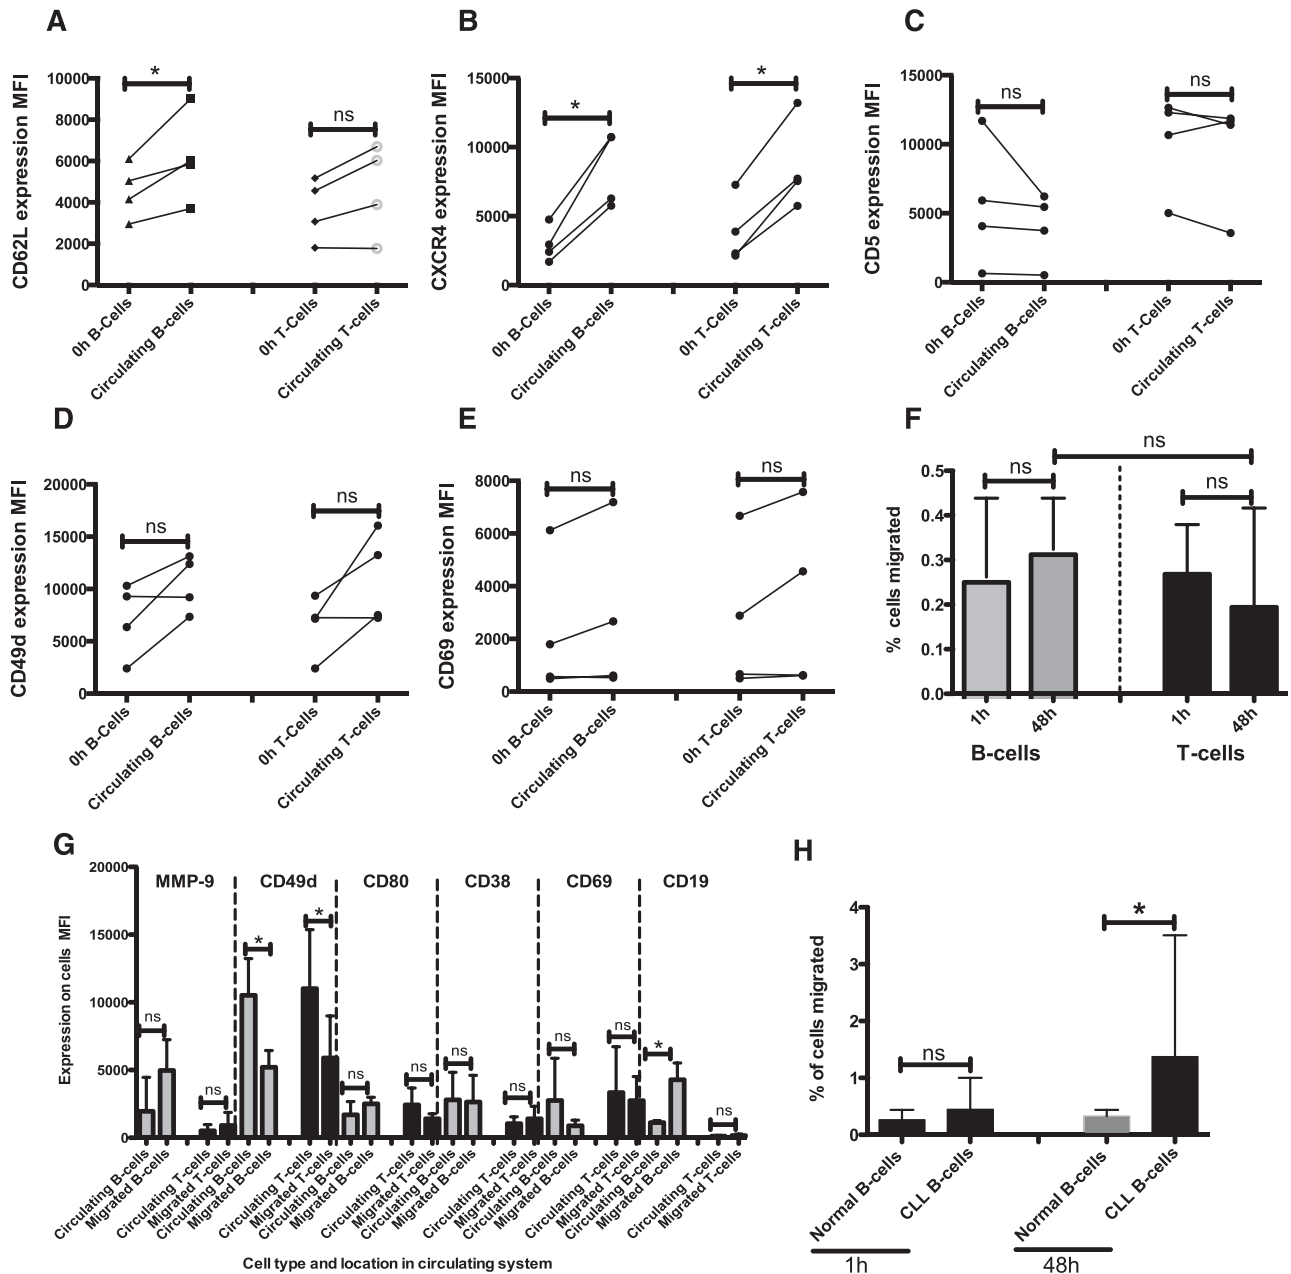 A
CD62L expression MFI
10000
8000
6000
4000
2000
0
*
ns
0h B-Cells
Circulating B-cells
0h T-Cells
Circulating T-cells
B
CXCR4 expression MFI
15000
10000
5000
0
*
*
0h B-Cells
Circulating B-cells
0h T-Cells
Circulating T-cells
C
CD5 expression MFI
15000
10000
5000
0
ns
ns
0h B-Cells
Circulating B-cells
0h T-Cells
Circulating T-cells
D
CD49d expression MFI
20000
15000
10000
5000
0
ns
ns
0h B-Cells
Circulating B-cells
0h T-Cells
Circulating T-cells
E
CD69 expression MFI
8000
6000
4000
2000
0
ns
ns
0h B-Cells
Circulating B-cells
0h T-Cells
Circulating T-cells
F
% cells migrated
0.5
0.4
0.3
0.2
0.1
0.0
ns
ns
ns
1h
48h
1h
48h
B-cells
T-cells
G
Expression on cells MFI
20000
15000
10000
5000
0
MMP-9
CD49d
CD80
CD38
CD69
CD19
ns
ns
*
*
ns
ns
ns
ns
ns
ns
*
ns
Circulating B-cells
Migrated B-cells
Circulating T-cells
Migrated T-cells
Circulating B-cells
Migrated B-cells
Circulating T-cells
Migrated T-cells
Circulating B-cells
Migrated B-cells
Circulating T-cells
Migrated T-cells
Circulating B-cells
Migrated B-cells
Circulating T-cells
Migrated T-cells
Circulating B-cells
Migrated B-cells
Circulating T-cells
Migrated T-cells
Circulating B-cells
Migrated B-cells
Circulating T-cells
Migrated T-cells
Cell type and location in circulating system
H
% of cells migrated
4
3
2
1
0
ns
*
Normal B-cells
CLL B-cells
Normal B-cells
CLL B-cells
1h
48h